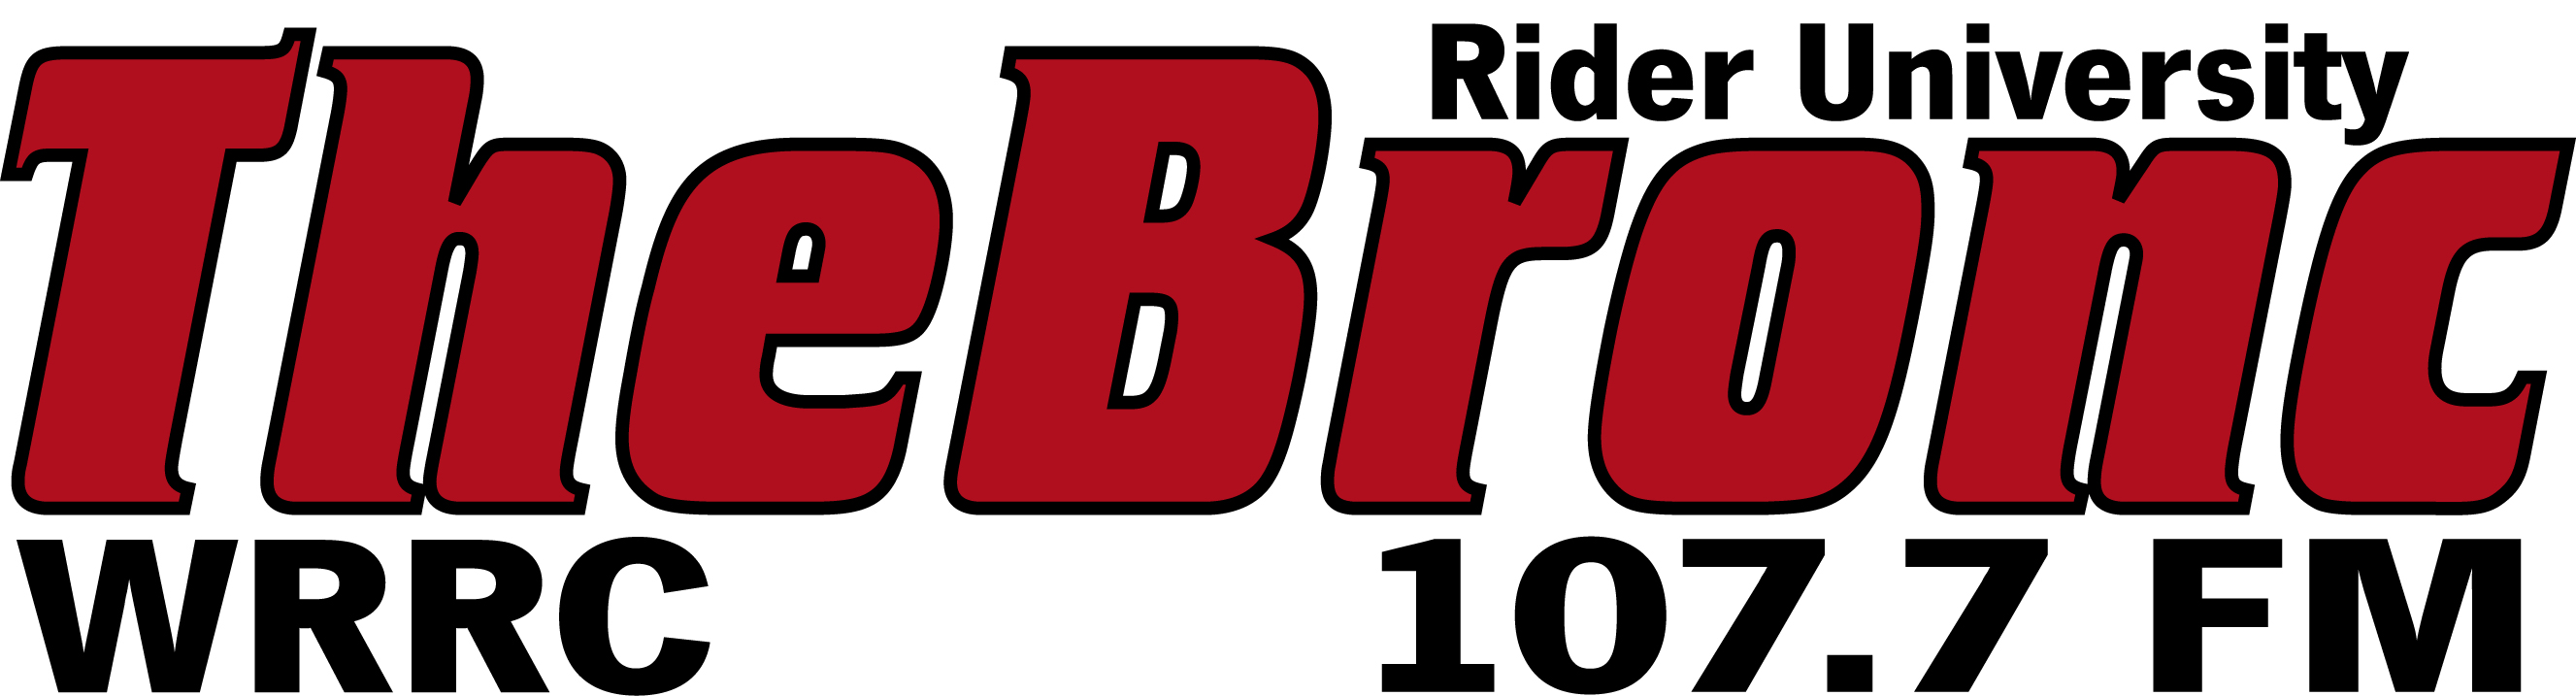 Rider University
TheBronc
WRRC 107.7 FM